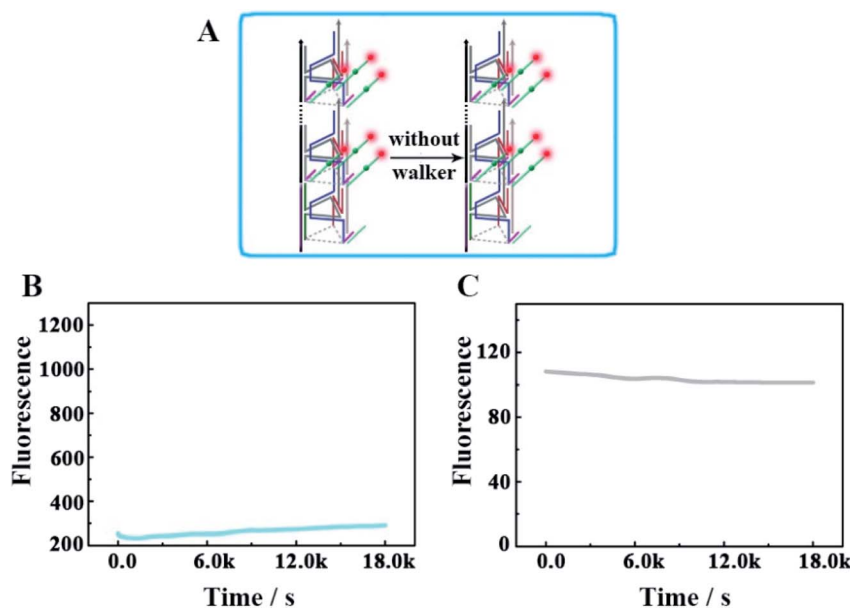 A
without
walker
B
1200
1000
800
600
400
200
Fluorescence
0.0 6.0k 12.0k 18.0k
Time / s
C
120
80
40
0
Fluorescence
0.0 6.0k 12.0k 18.0k
Time / s